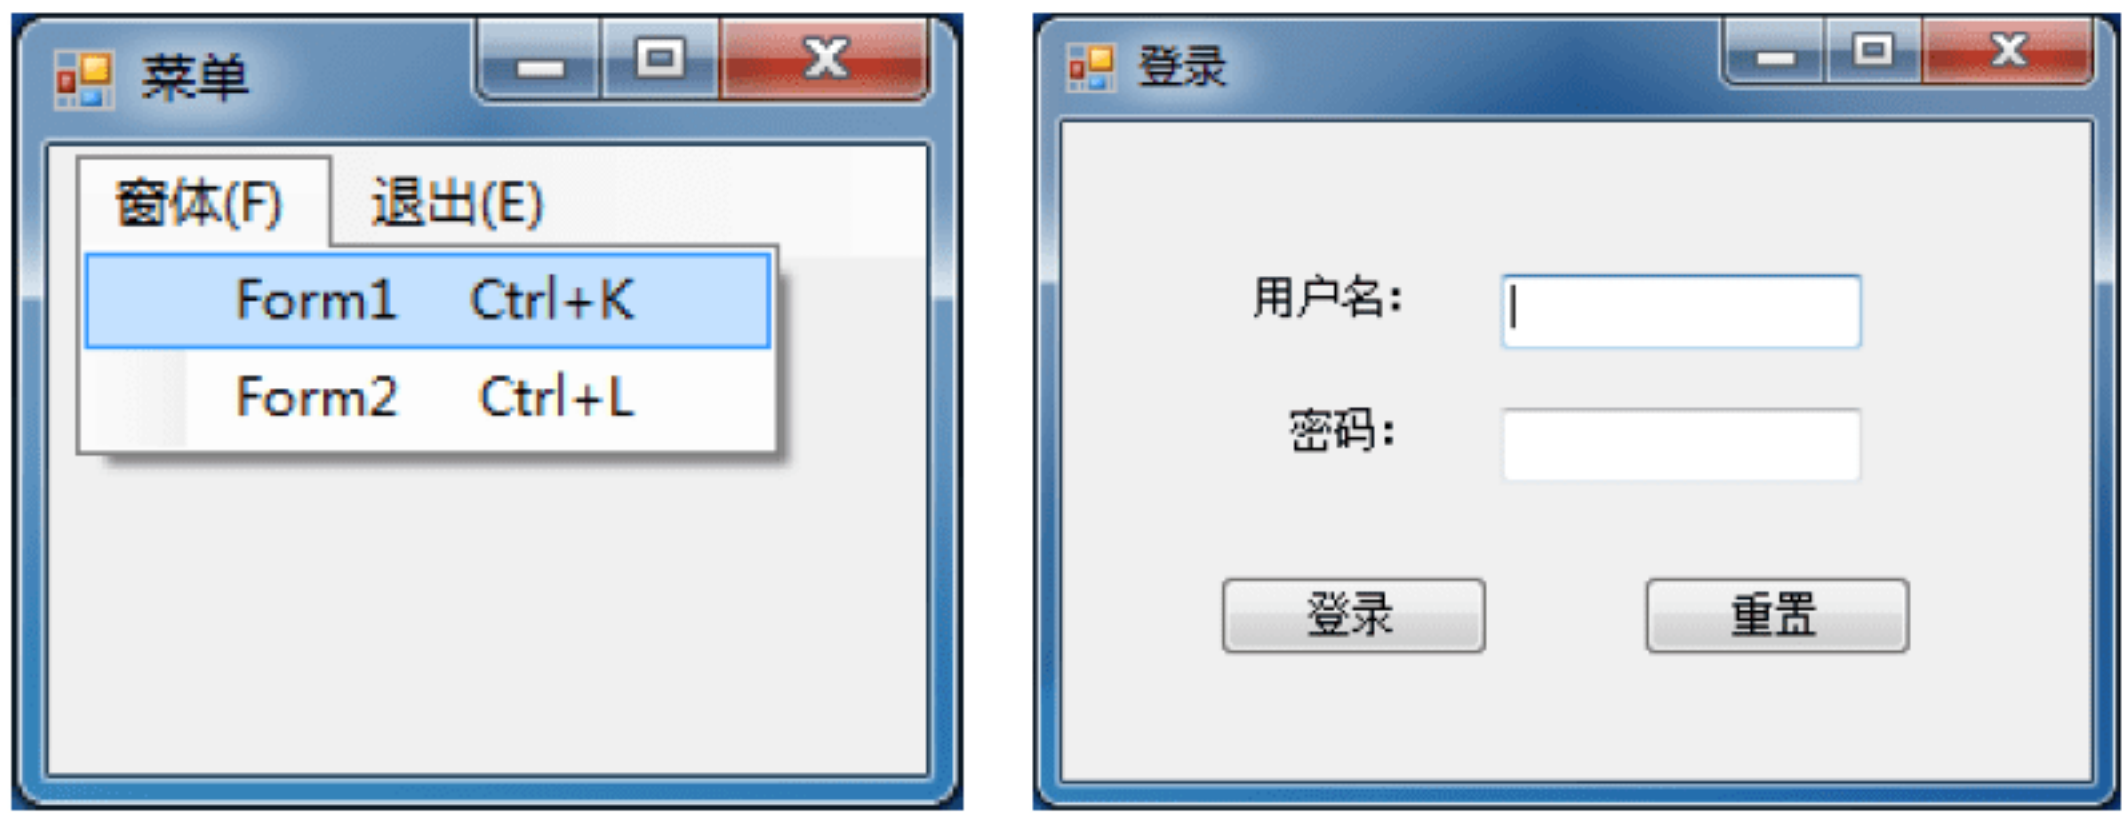 菜单
窗体(F) 退出(E)
Form1 Ctrl+K
Form2 Ctrl+L
登录
用户名：
密码：
登录 重置